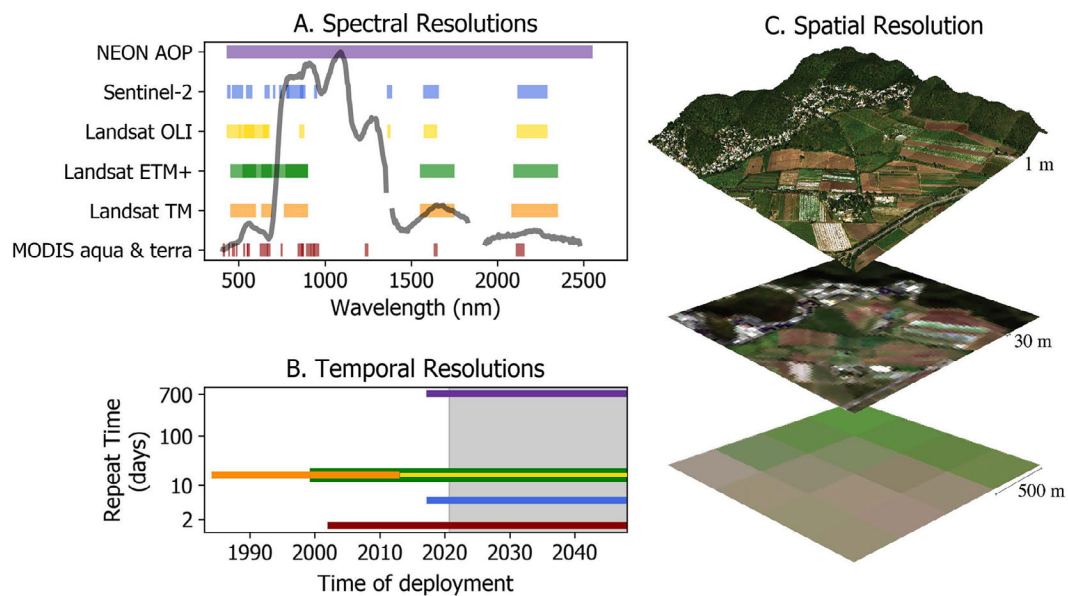 A. Spectral Resolutions
NEON AOP
Sentinel-2
Landsat OLI
Landsat ETM+
Landsat TM
MODIS aqua & terra
500 1000 1500 2000 2500
Wavelength (nm)
B. Temporal Resolutions
Repeat Time
(days)
700
100
10
2
1990 2000 2010 2020 2030 2040
Time of deployment
C. Spatial Resolution
1 m
30 m
500 m